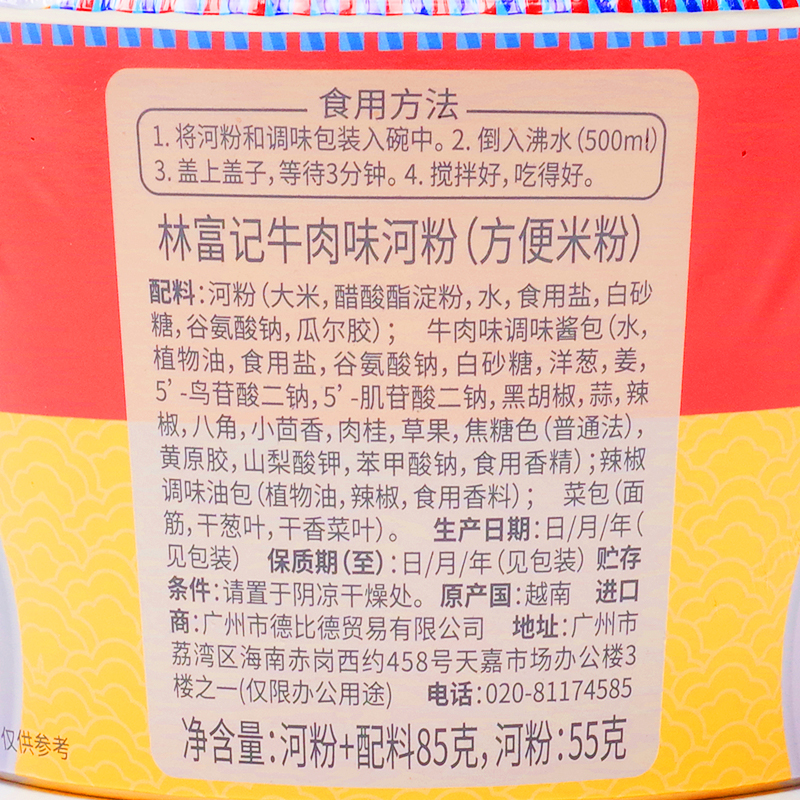 食用方法
1. 将河粉和调味包装入碗中。2. 倒入沸水(500ml)
3. 盖上盖子,等待3分钟。4. 搅拌好,吃得好。
林富记牛肉味河粉(方便米粉)
配料:河粉(大米,醋酸酯淀粉,水,食用盐,白砂
糖,谷氨酸钠,瓜尔胶); 牛肉味调味酱包(水,
植物油,食用盐,谷氨酸钠,白砂糖,洋葱,姜,
5’-鸟苷酸二钠,5’-肌苷酸二钠,黑胡椒,蒜,辣
椒,八角,小茴香,肉桂,草果,焦糖色(普通法),
黄原胶,山梨酸钾,苯甲酸钠,食用香精);辣椒
调味油包(植物油,辣椒,食用香料); 菜包(面
筋,干葱叶,干香菜叶)。 生产日期:日/月/年(
见包装) 保质期(至):日/月/年(见包装) 贮存
条件:请置于阴凉干燥处。 原产国:越南 进口
商:广州市德比德贸易有限公司 地址:广州市
荔湾区海南赤岗西约458号天嘉市场办公楼3
楼之一(仅限办公用途) 电话:020-81174585
净含量:河粉+配料85克,河粉:55克
仅供参考